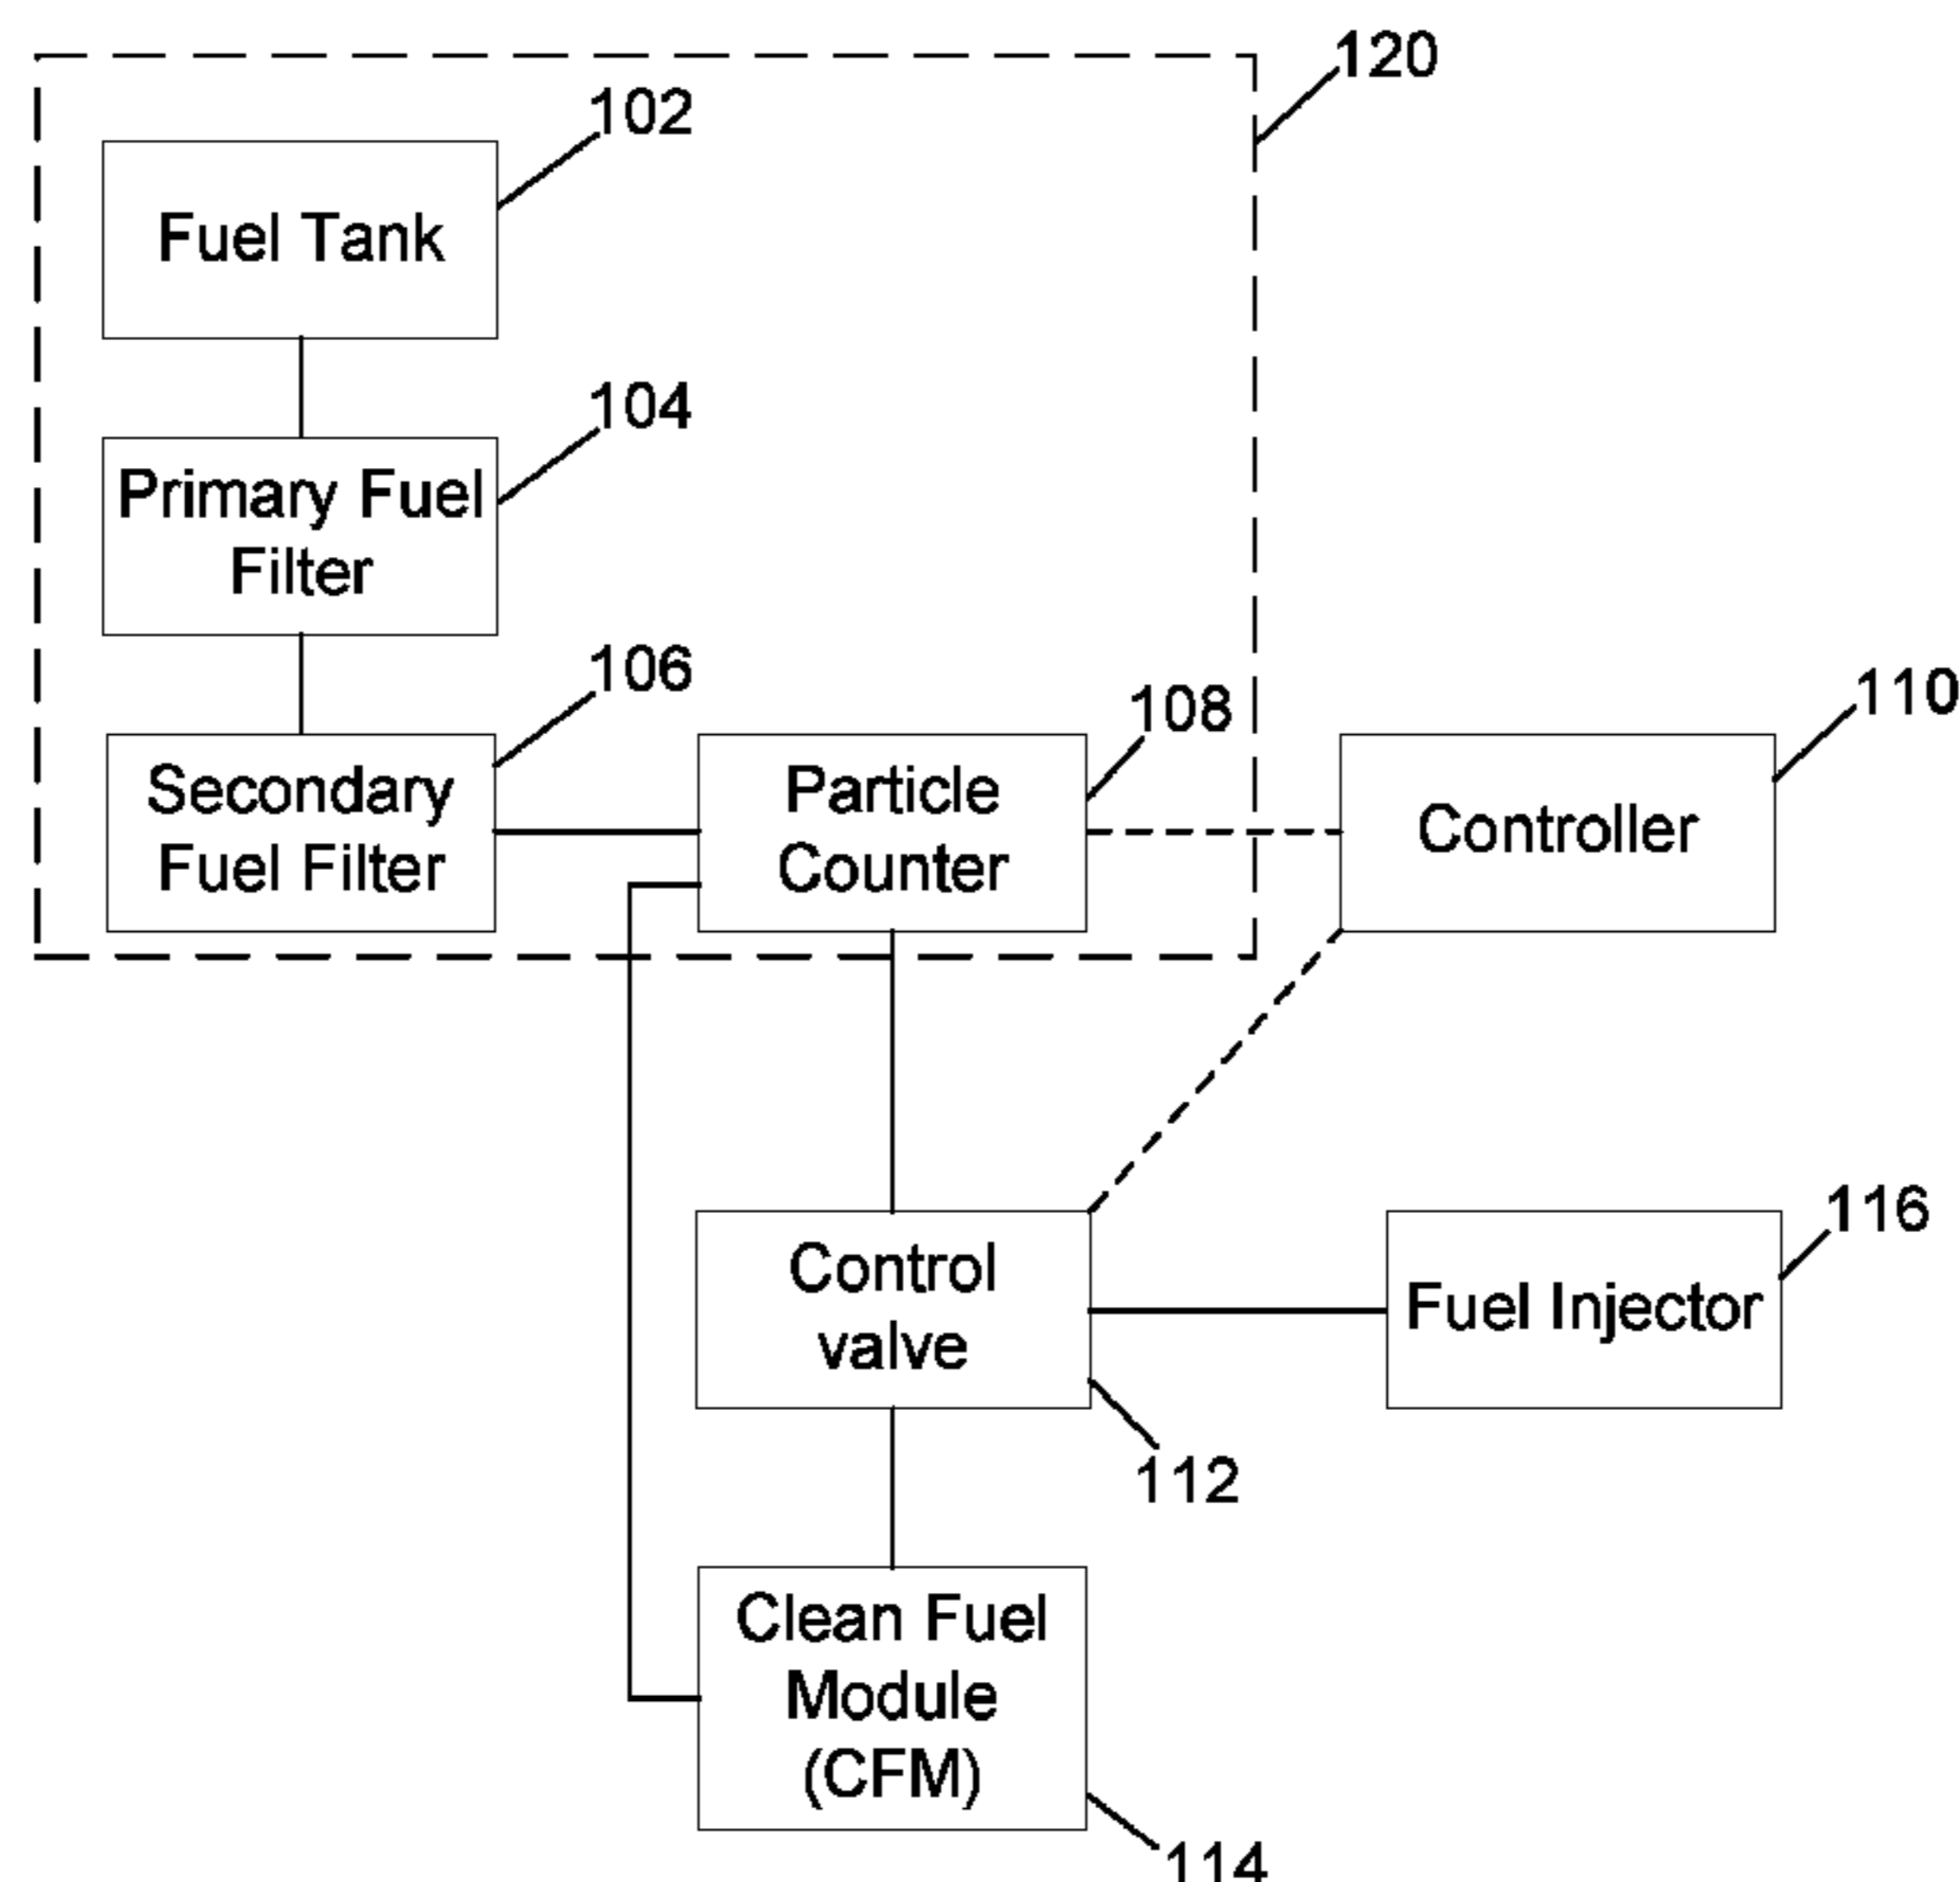 120
102
Fuel Tank
104
Primary Fuel
Filter
106
108
110
Secondary
Fuel Filter
Particle
Counter
Controller
116
Control
valve
Fuel Injector
112
Clean Fuel
Module
(CFM)
114